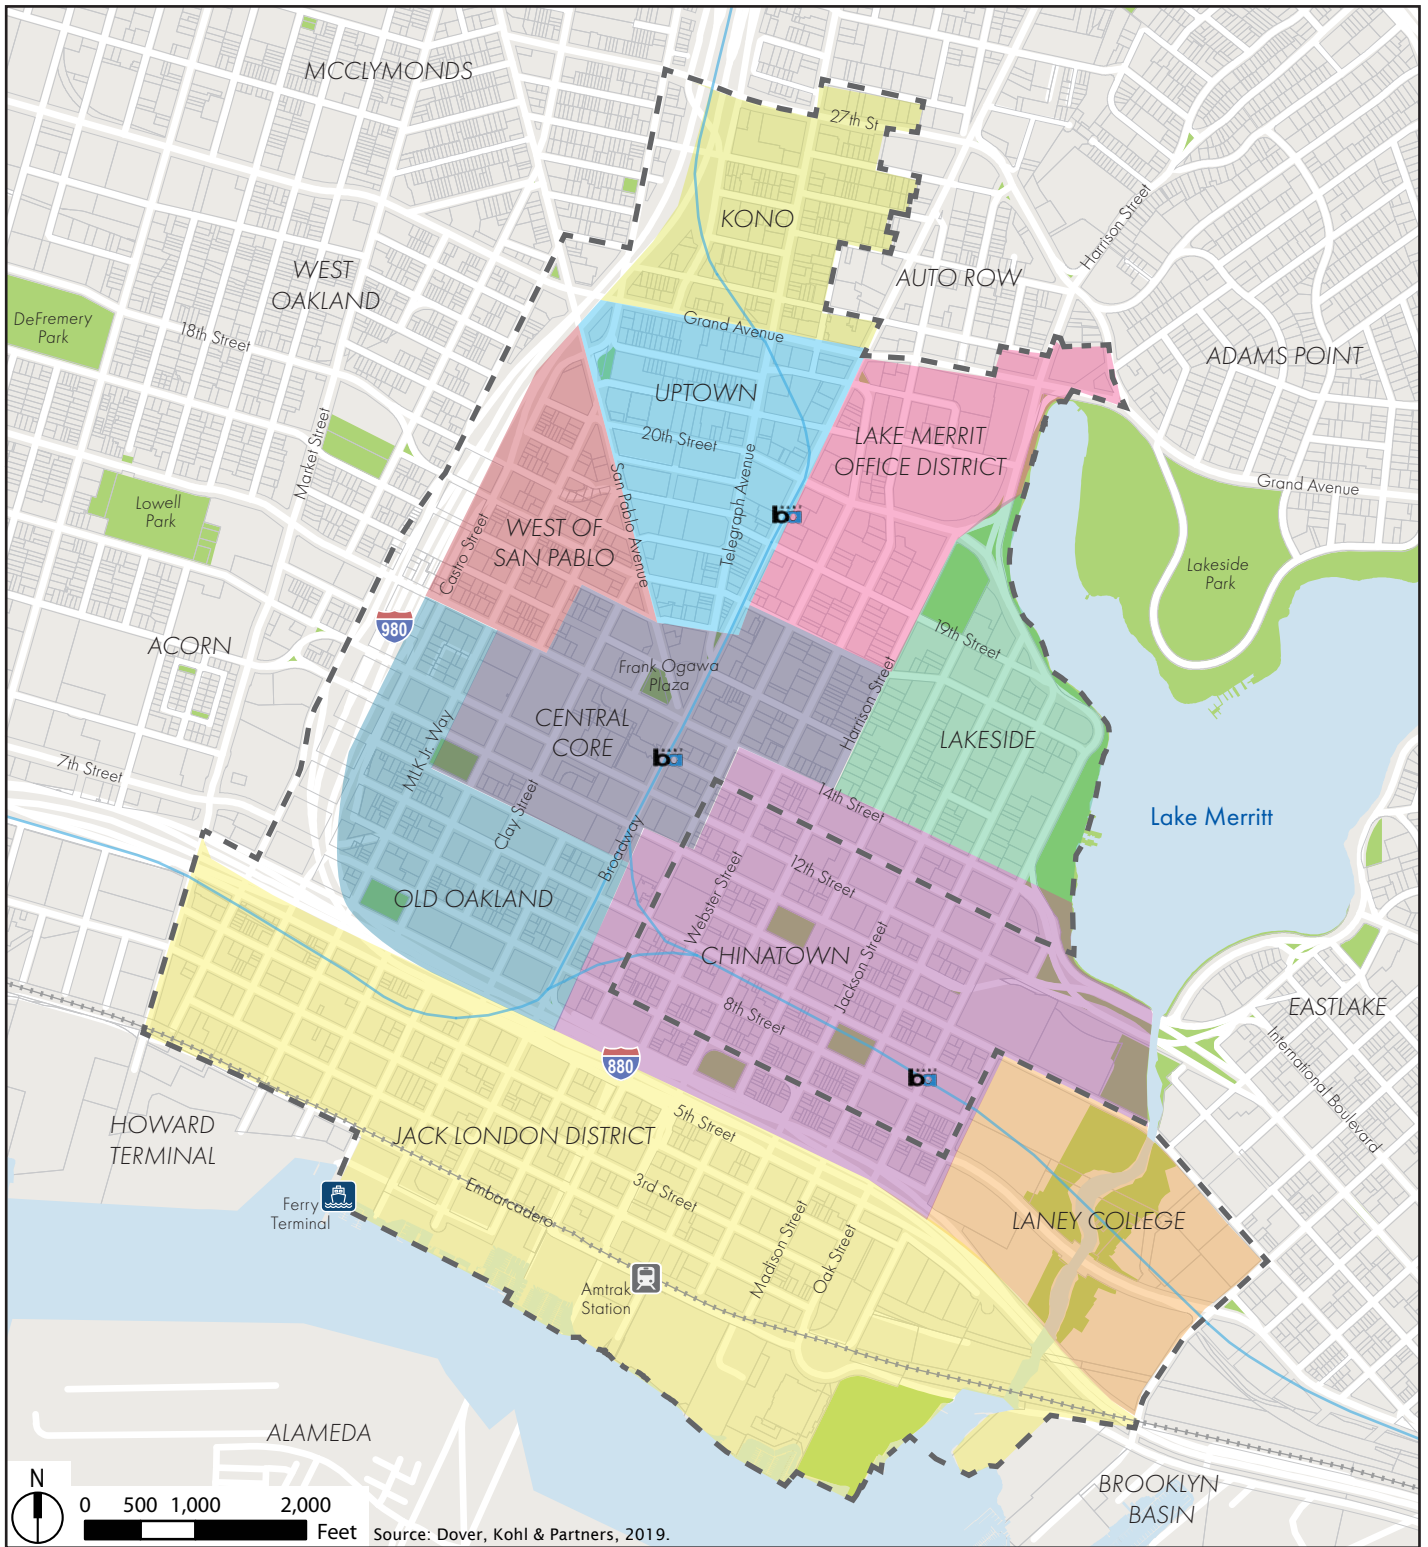 MCCLYMONDS
27th St
KONO
Harrison Street
WEST
OAKLAND
AUTO ROW
DeFremery
Park
18th Street
Grand Avenue
ADAMS POINT
UPTOWN
Market Street
20th Street
LAKE MERRIT
OFFICE DISTRICT
San Pablo Avenue
Telegraph Avenue
Grand Avenue
Lowell
Park
ba
WEST OF
SAN PABLO
Castro Street
Lakeside
Park
980
ACORN
19th Street
Frank Ogawa
Plaza
Harrison Street
CENTRAL
CORE
LAKESIDE
MLK Jr. Way
7th Street
ba
Clay Street
14th Street
Lake Merritt
Broadway
12th Street
Webster Street
OLD OAKLAND
CHINATOWN
Jackson Street
8th Street
EASTLAKE
International Boulevard
880
ba
HOWARD
TERMINAL
JACK LONDON DISTRICT
5th Street
3rd Street
Embarcadero
Ferry
Terminal
LANEY COLLEGE
Madison Street
Oak Street
Amtrak
Station
ALAMEDA
BROOKLYN
BASIN
N
0 500 1,000 2,000
Feet
Source: Dover, Kohl & Partners, 2019.